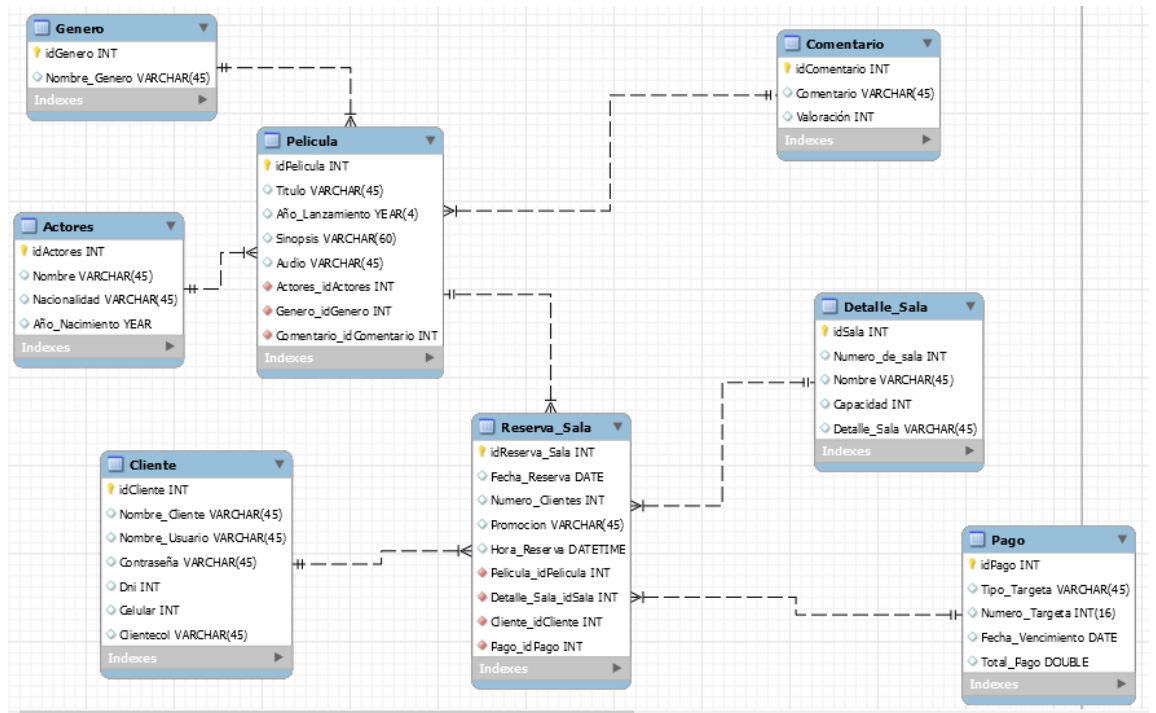 Genero
idGenero INT
Nombre_Genero VARCHAR(45)
Indexes
Comentario
idComentario INT
Comentario VARCHAR(45)
Valoración INT
Indexes
Pelicula
idPelicula INT
Titulo VARCHAR(45)
Año_Lanzamiento YEAR(4)
Sinopsis VARCHAR(60)
Audio VARCHAR(45)
Actores_idActores INT
Genero_idGenero INT
Comentario_idComentario INT
Indexes
Actores
idActores INT
Nombre VARCHAR(45)
Nacionalidad VARCHAR(45)
Año_Nacimiento YEAR
Indexes
Detalle_Sala
idSala INT
Numero_de_sala INT
Nombre VARCHAR(45)
Capacidad INT
Detalle_Sala VARCHAR(45)
Indexes
Reserva_Sala
idReserva_Sala INT
Fecha_Reserva DATE
Numero_Clientes INT
Promocion VARCHAR(45)
Hora_Reserva DATETIME
Pelicula_idPelicula INT
Detalle_Sala_idSala INT
Cliente_idCliente INT
Pago_idPago INT
Indexes
Cliente
idCliente INT
Nombre_Cliente VARCHAR(45)
Nombre_Usuario VARCHAR(45)
Contraseña VARCHAR(45)
Dni INT
Celular INT
Clientecol VARCHAR(45)
Indexes
Pago
idPago INT
Tipo_Targeta VARCHAR(45)
Numero_Targeta INT(16)
Fecha_Vencimiento DATE
Total_Pago DOUBLE
Indexes